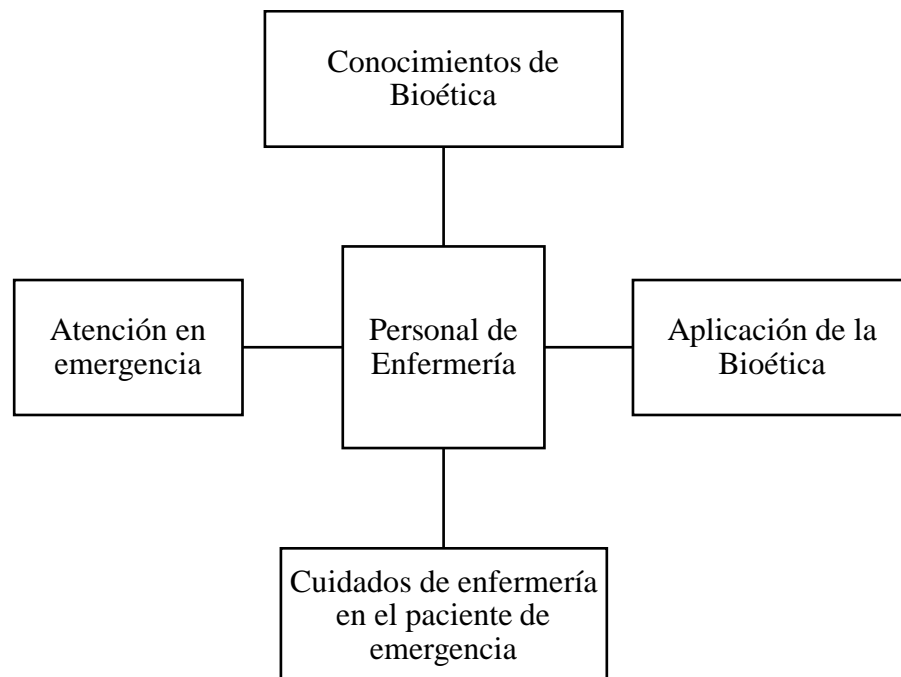 Conocimientos de
Bioética
Atención en
emergencia
Personal de
Enfermería
Aplicación de la
Bioética
Cuidados de enfermería
en el paciente de
emergencia